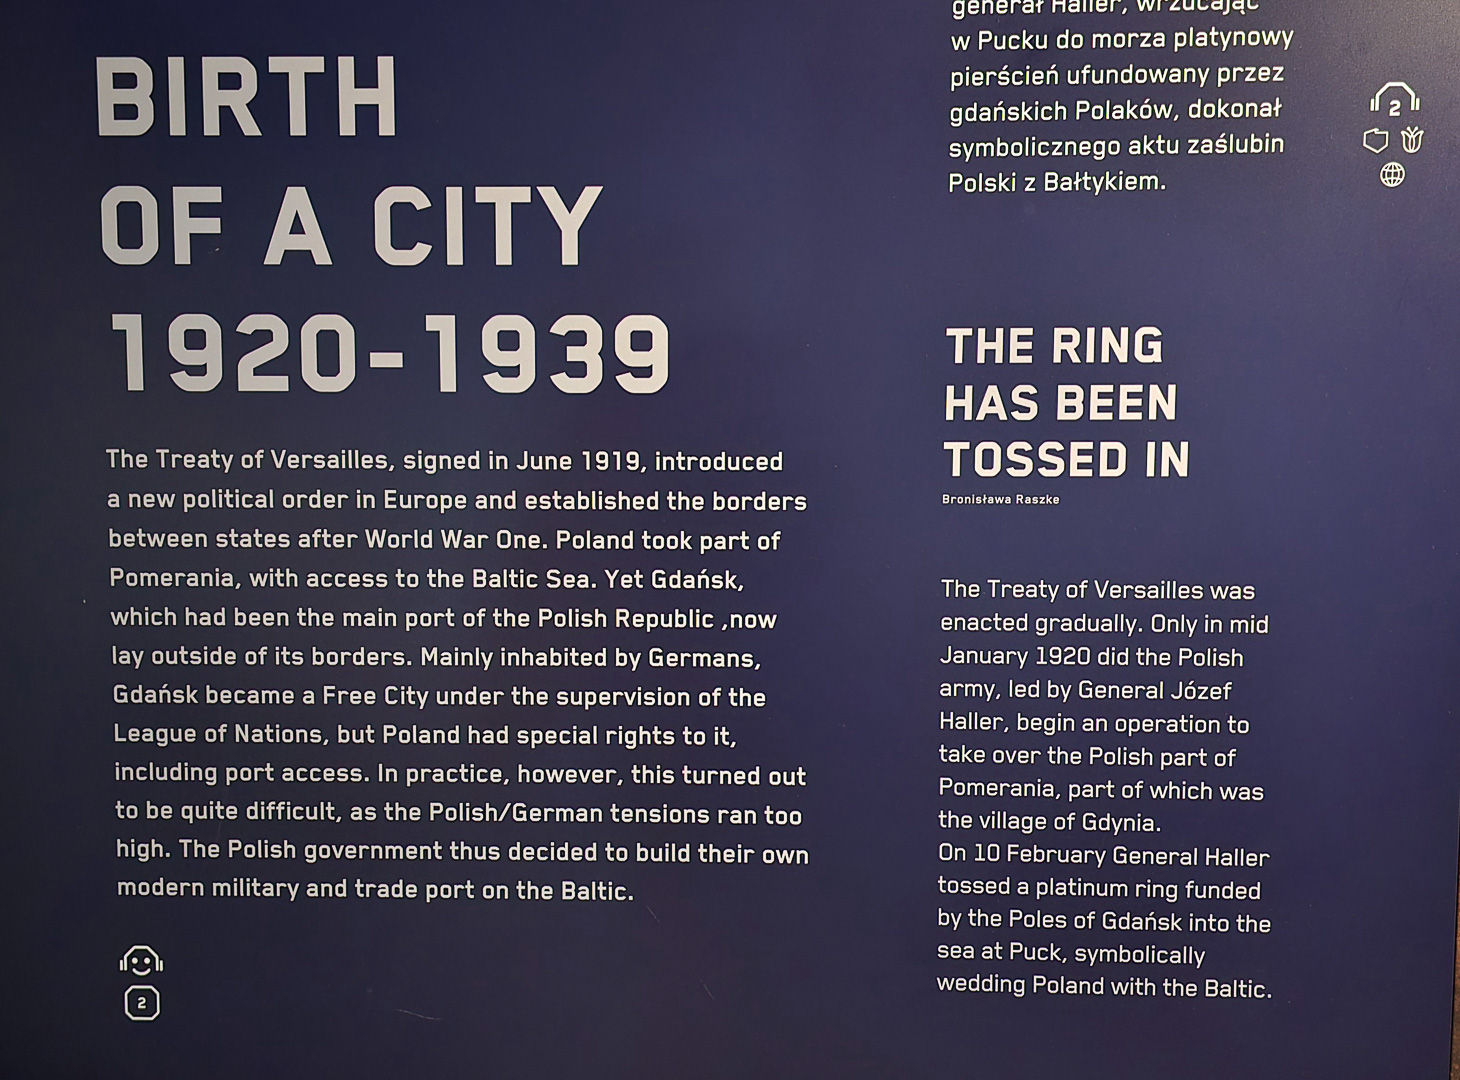 BIRTH
OF A CITY
1920-1939
The Treaty of Versailles, signed in June 1919, introduced
a new political order in Europe and established the borders
between states after World War One. Poland took part of
Pomerania, with access to the Baltic Sea. Yet Gdańsk,
which had been the main port of the Polish Republic ,now
lay outside of its borders. Mainly inhabited by Germans,
Gdańsk became a Free City under the supervision of the
League of Nations, but Poland had special rights to it,
including port access. In practice, however, this turned out
to be quite difficult, as the Polish/German tensions ran too
high. The Polish government thus decided to build their own
modern military and trade port on the Baltic.
2
generał Haller, wrzucając
w Pucku do morza platynowy
pierścień ufundowany przez
gdańskich Polaków, dokonał
symbolicznego aktu zaślubin
Polski z Bałtykiem.
2
THE RING
HAS BEEN
TOSSED IN
Bronisława Raszke
The Treaty of Versailles was
enacted gradually. Only in mid
January 1920 did the Polish
army, led by General Józef
Haller, begin an operation to
take over the Polish part of
Pomerania, part of which was
the village of Gdynia.
On 10 February General Haller
tossed a platinum ring funded
by the Poles of Gdańsk into the
sea at Puck, symbolically
wedding Poland with the Baltic.